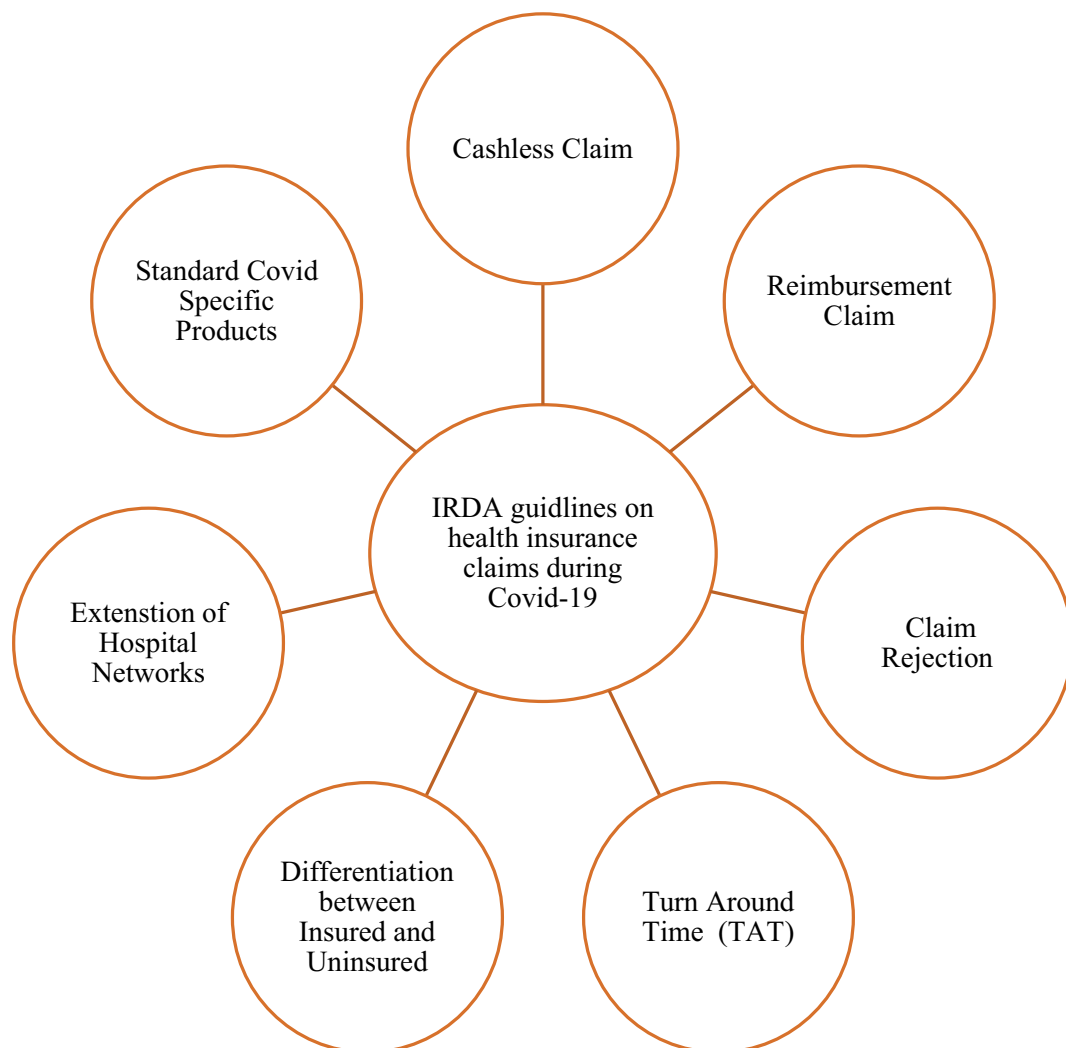 Cashless Claim
Reimbursement
Claim
Claim
Rejection
Turn Around
Time (TAT)
Differentiation
between
Insured and
Uninsured
Extenstion of
Hospital
Networks
Standard Covid
Specific
Products
IRDA guidlines on
health insurance
claims during
Covid-19